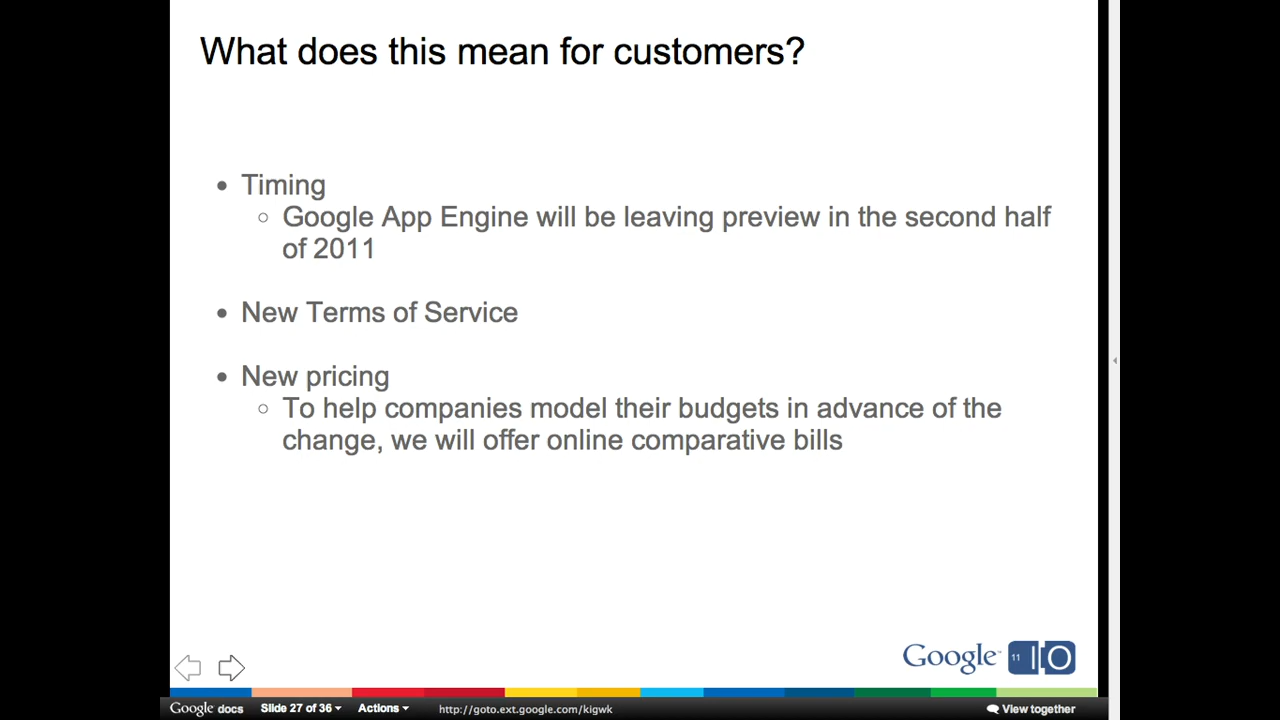 What does this mean for customers?
• Timing
○ Google App Engine will be leaving preview in the second half
of 2011
• New Terms of Service
• New pricing
○ To help companies model their budgets in advance of the
change, we will offer online comparative bills
Google™ 11 IO
Google docs Slide 27 of 36 Actions http://goto.ext.google.com/kigwk View together